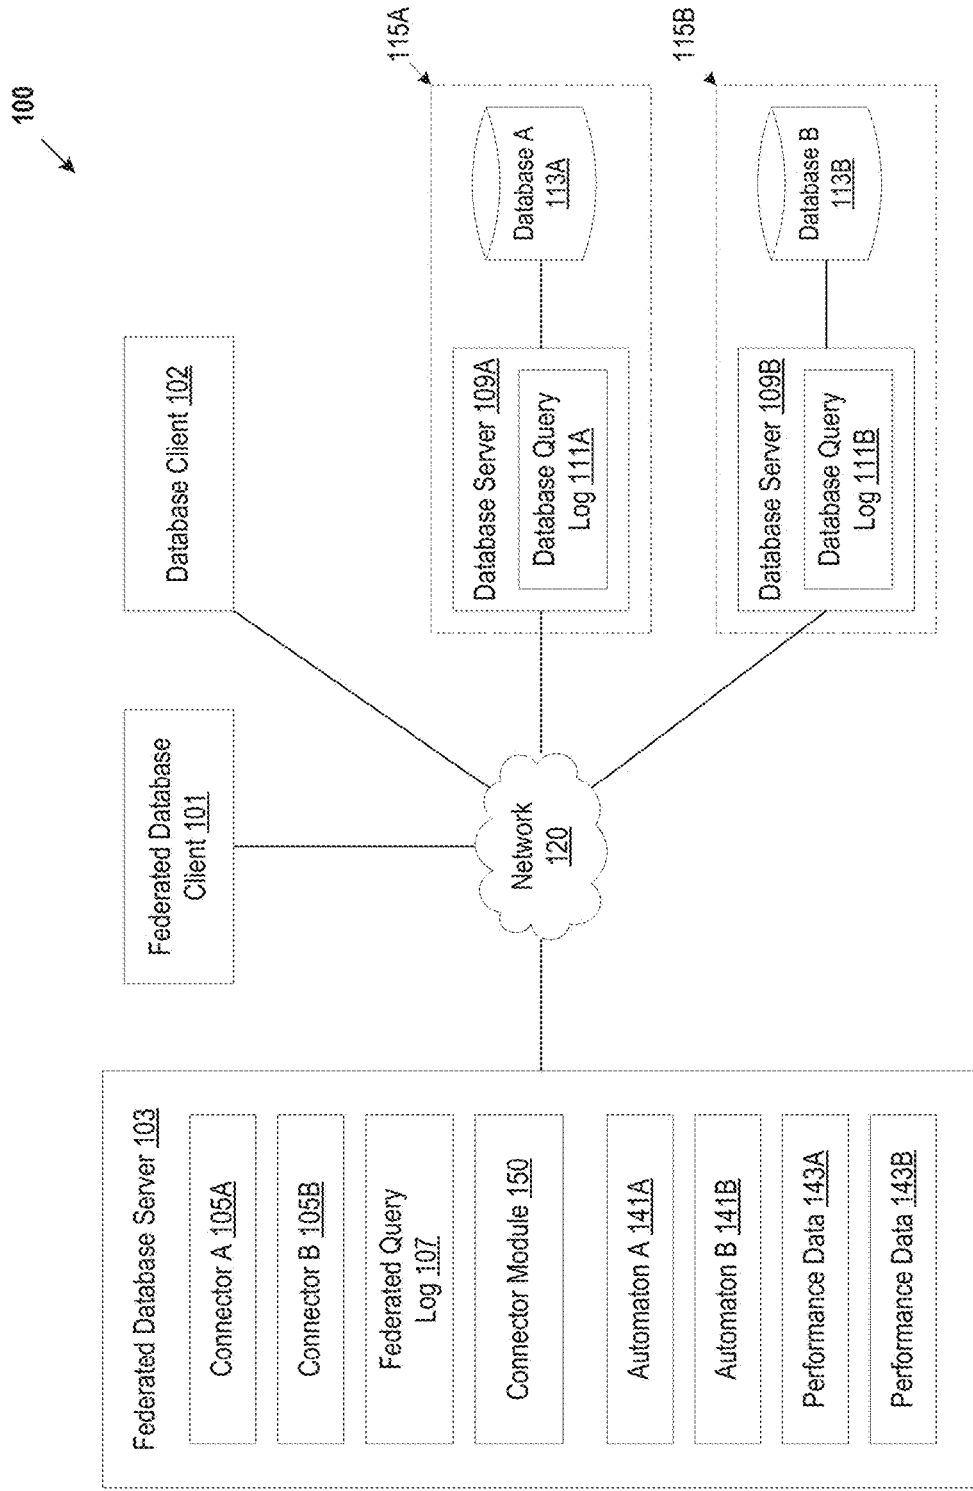 100
Federated Database Server 103
Connector A 105A
Connector B 105B
Federated Query
Log 107
Connector Module 150
Automaton A 141A
Automaton B 141B
Performance Data 143A
Performance Data 143B
Federated Database
Client 101
Database Client 102
Network
120
115A
Database Server 109A
Database Query
Log 111A
Database A
113A
115B
Database Server 109B
Database Query
Log 111B
Database B
113B